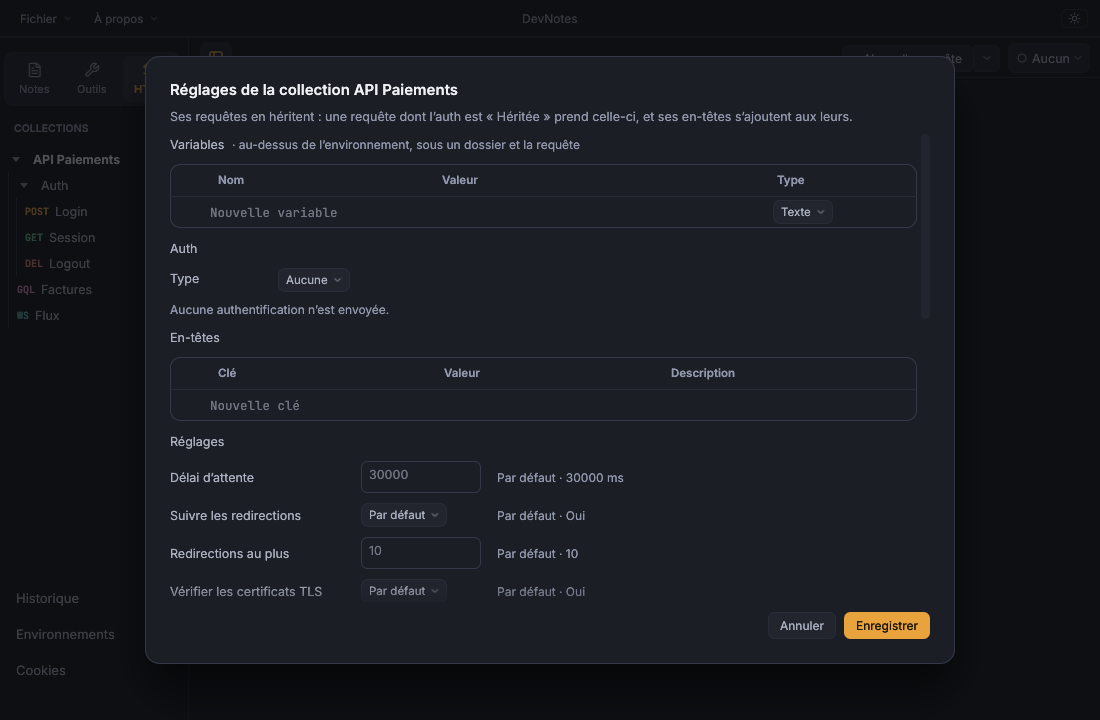 Fichier
À propos
DevNotes
Notes
Outils
Aucun
COLLECTIONS
API Paiements
Auth
POST Login
GET Session
DEL Logout
GQL Factures
WS Flux
Historique
Environnements
Cookies
Réglages de la collection API Paiements
Ses requêtes en héritent : une requête dont l’auth est « Héritée » prend celle-ci, et ses en-têtes s’ajoutent aux leurs.
Variables · au-dessus de l’environnement, sous un dossier et la requête
Nom Valeur Type
Nouvelle variable Texte
Auth
Type Aucune
Aucune authentification n’est envoyée.
En-têtes
Clé Valeur Description
Nouvelle clé
Réglages
Délai d’attente 30000 Par défaut · 30000 ms
Suivre les redirections Par défaut Par défaut · Oui
Redirections au plus 10 Par défaut · 10
Vérifier les certificats TLS Par défaut Par défaut · Oui
Annuler Enregistrer